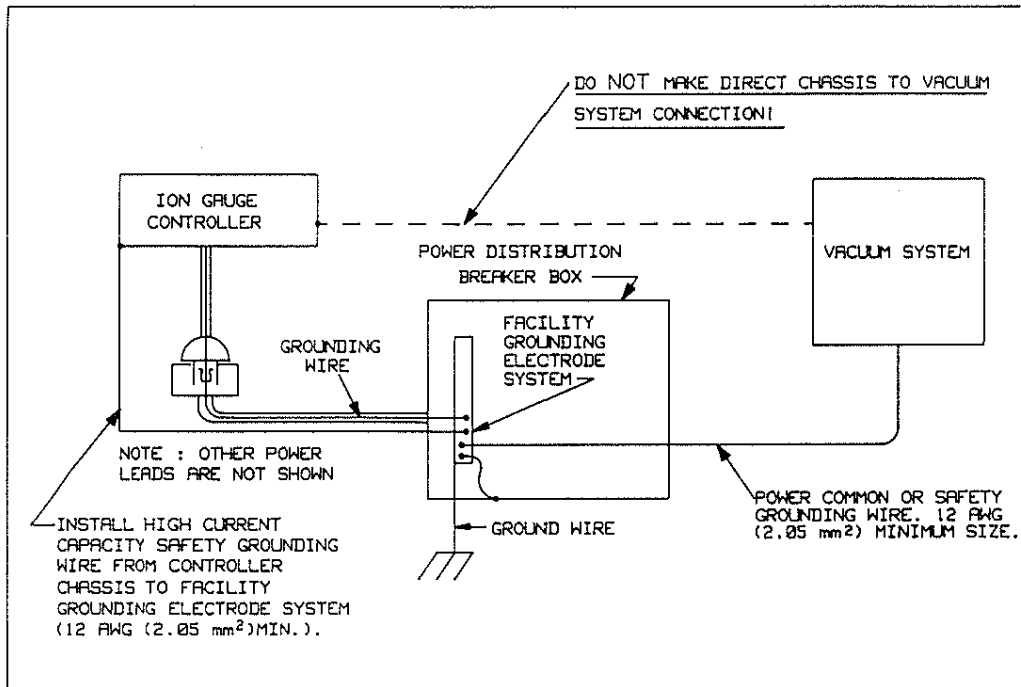 DO NOT MAKE DIRECT CHASSIS TO VACUUM
SYSTEM CONNECTION!
ION GAUGE
CONTROLLER
VACUUM SYSTEM
POWER DISTRIBUTION
BREAKER BOX
FACILITY
GROUNDING
ELECTRODE
SYSTEM
GROUNDING
WIRE
NOTE : OTHER POWER
LEADS ARE NOT SHOWN
INSTALL HIGH CURRENT
CAPACITY SAFETY GROUNDING
WIRE FROM CONTROLLER
CHASSIS TO FACILITY
GROUNDING ELECTRODE SYSTEM
(12 AWG (2.05 mm²)MIN.).
GROUND WIRE
POWER COMMON OR SAFETY
GROUNDING WIRE. 12 AWG
(2.05 mm²) MINIMUM SIZE.